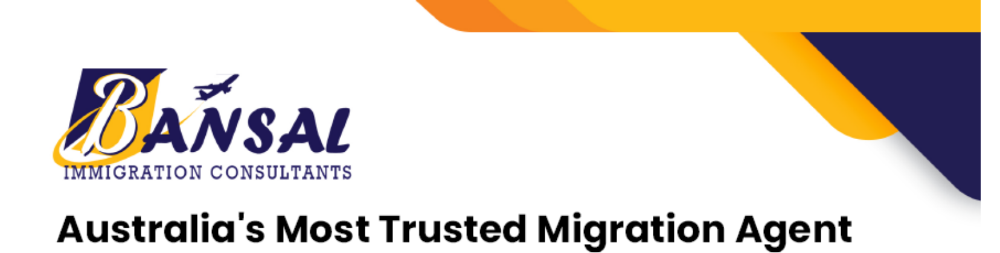 BANSAL
IMMIGRATION CONSULTANTS
Australia's Most Trusted Migration Agent